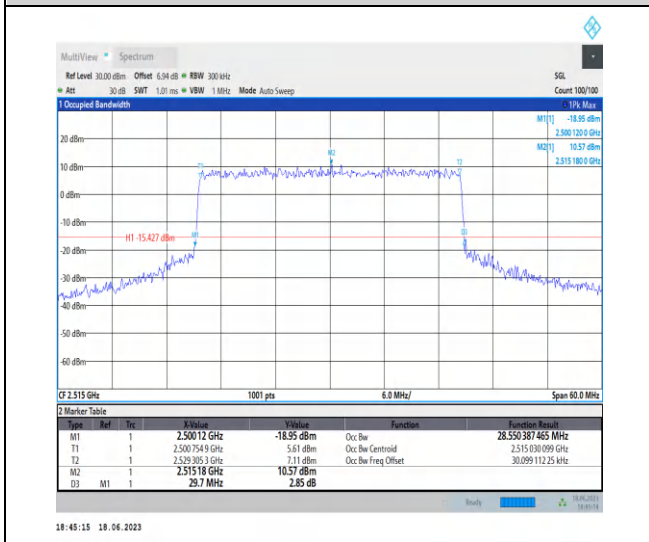 MultiView Spectrum
Ref Level 30.00 dBm Offset 6.94 dB RBW 300 kHz SGL
Att 30 dB SWT 1.01 ms VBW 1 MHz Mode Auto Sweep Count 100/100
1 Occupied Bandwidth 1Pk Max
M1[1] -18.95 dBm
2.500 120 0 GHz
M2[1] 10.57 dBm
2.515 180 0 GHz
20 dBm
M2
T1 T2
10 dBm
0 dBm
-10 dBm
H1 -15.427 dBm M1 D3
-20 dBm
-30 dBm
-40 dBm
-50 dBm
-60 dBm
CF 2.515 GHz 1001 pts 6.0 MHz/ Span 60.0 MHz
2 Marker Table
Type Ref Trc X-Value Y-Value Function Function Result
M1 1 2.50012 GHz -18.95 dBm Occ Bw 28.550 387 465 MHz
T1 1 2.500 754 9 GHz 5.61 dBm Occ Bw Centroid 2.515 030 099 GHz
T2 1 2.529 305 3 GHz 7.11 dBm Occ Bw Freq Offset 30.099 112 25 kHz
M2 1 2.51518 GHz 10.57 dBm
D3 M1 1 29.7 MHz 2.85 dB
Ready 18.06.2023
18:45:15 18.06.2023